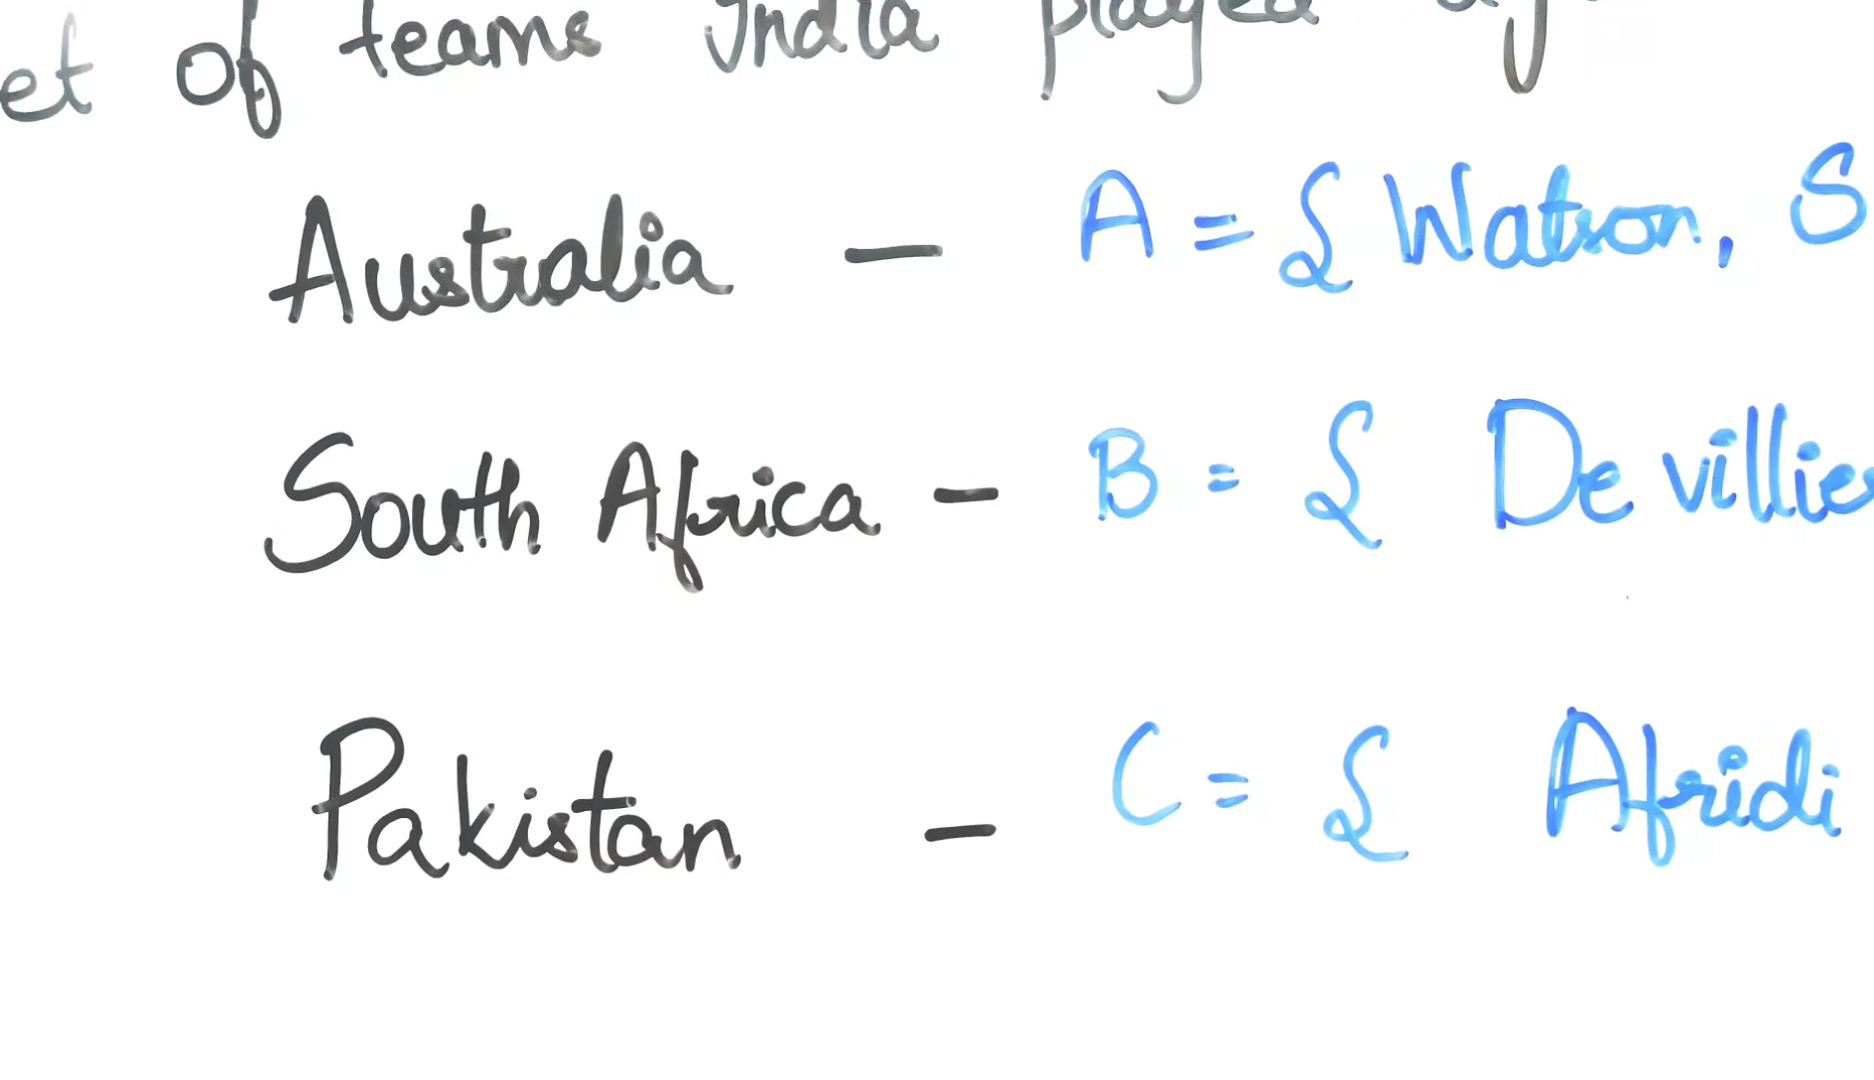 et of teams India played
Australia - A = { Watson, S
South Africa - B = { De villie
Pakistan - C = { Afridi